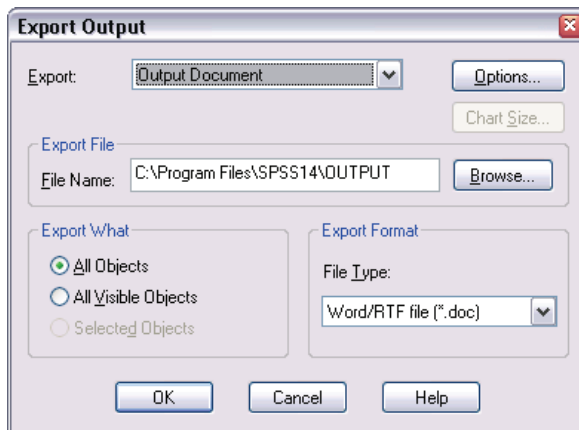 Export Output
Export: Output Document Options...
Chart Size...
Export File
File Name: C:\Program Files\SPSS14\OUTPUT Browse...
Export What
All Objects
All Visible Objects
Selected Objects
Export Format
File Type:
Word/RTF file (*.doc)
OK Cancel Help